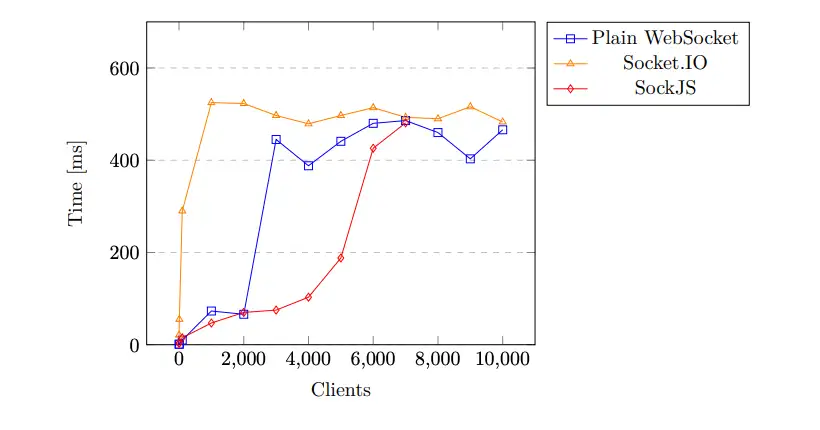 600
400
200
0
Time [ms]
0 2,000 4,000 6,000 8,000 10,000
Clients
Plain WebSocket
Socket.IO
SockJS